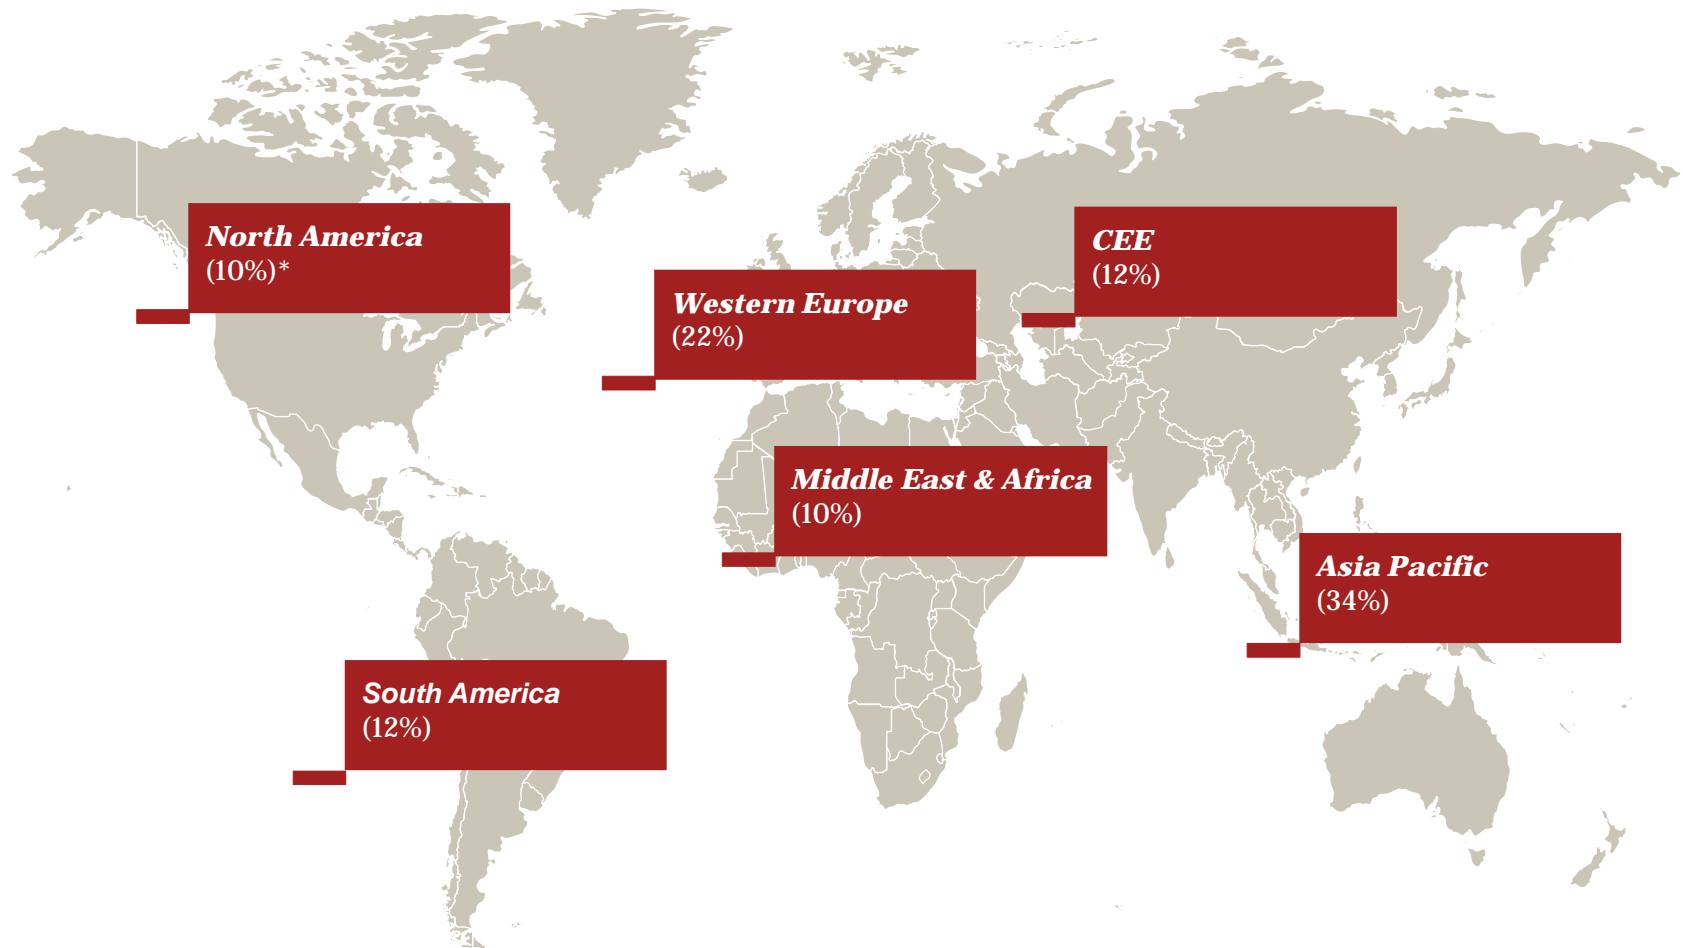 North America
(10%)*
CEE
(12%)
Western Europe
(22%)
Middle East & Africa
(10%)
Asia Pacific
(34%)
South America
(12%)